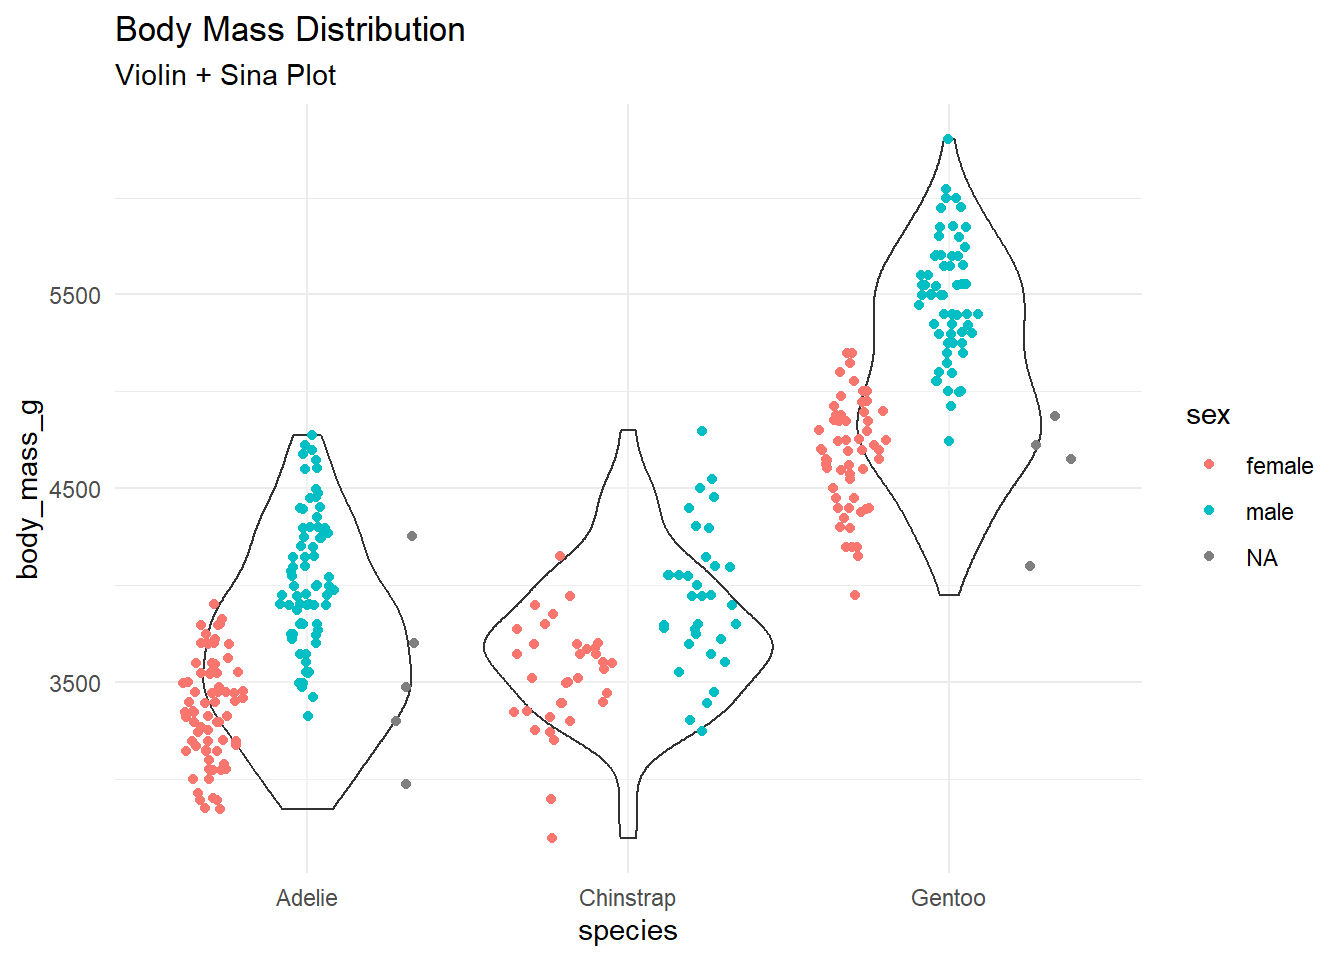 Body Mass Distribution
Violin + Sina Plot
body_mass_g
5500
4500
3500
Adelie
Chinstrap
Gentoo
species
sex
female
male
NA